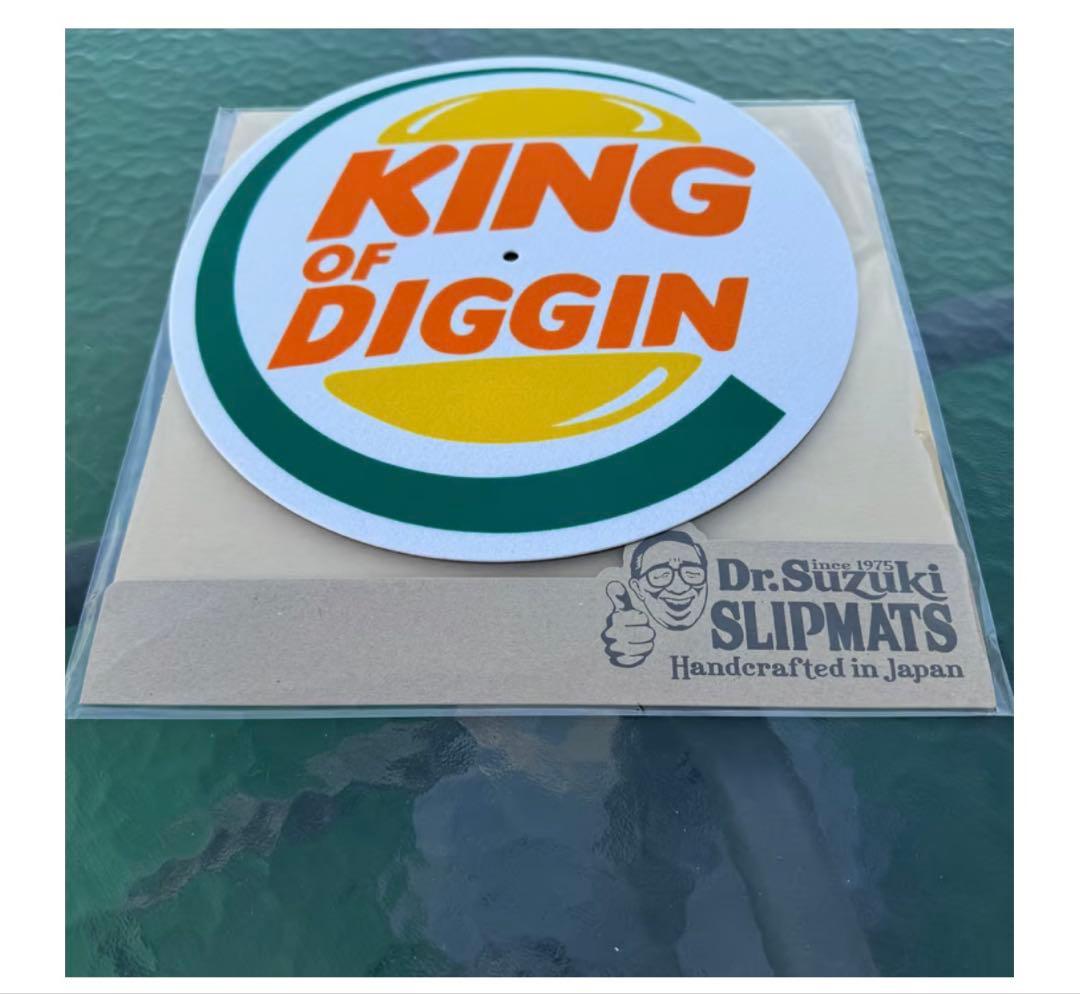 KING
OF
DIGGIN
since 1975
Dr.Suzuki
SLIPMATS
Handcrafted in Japan